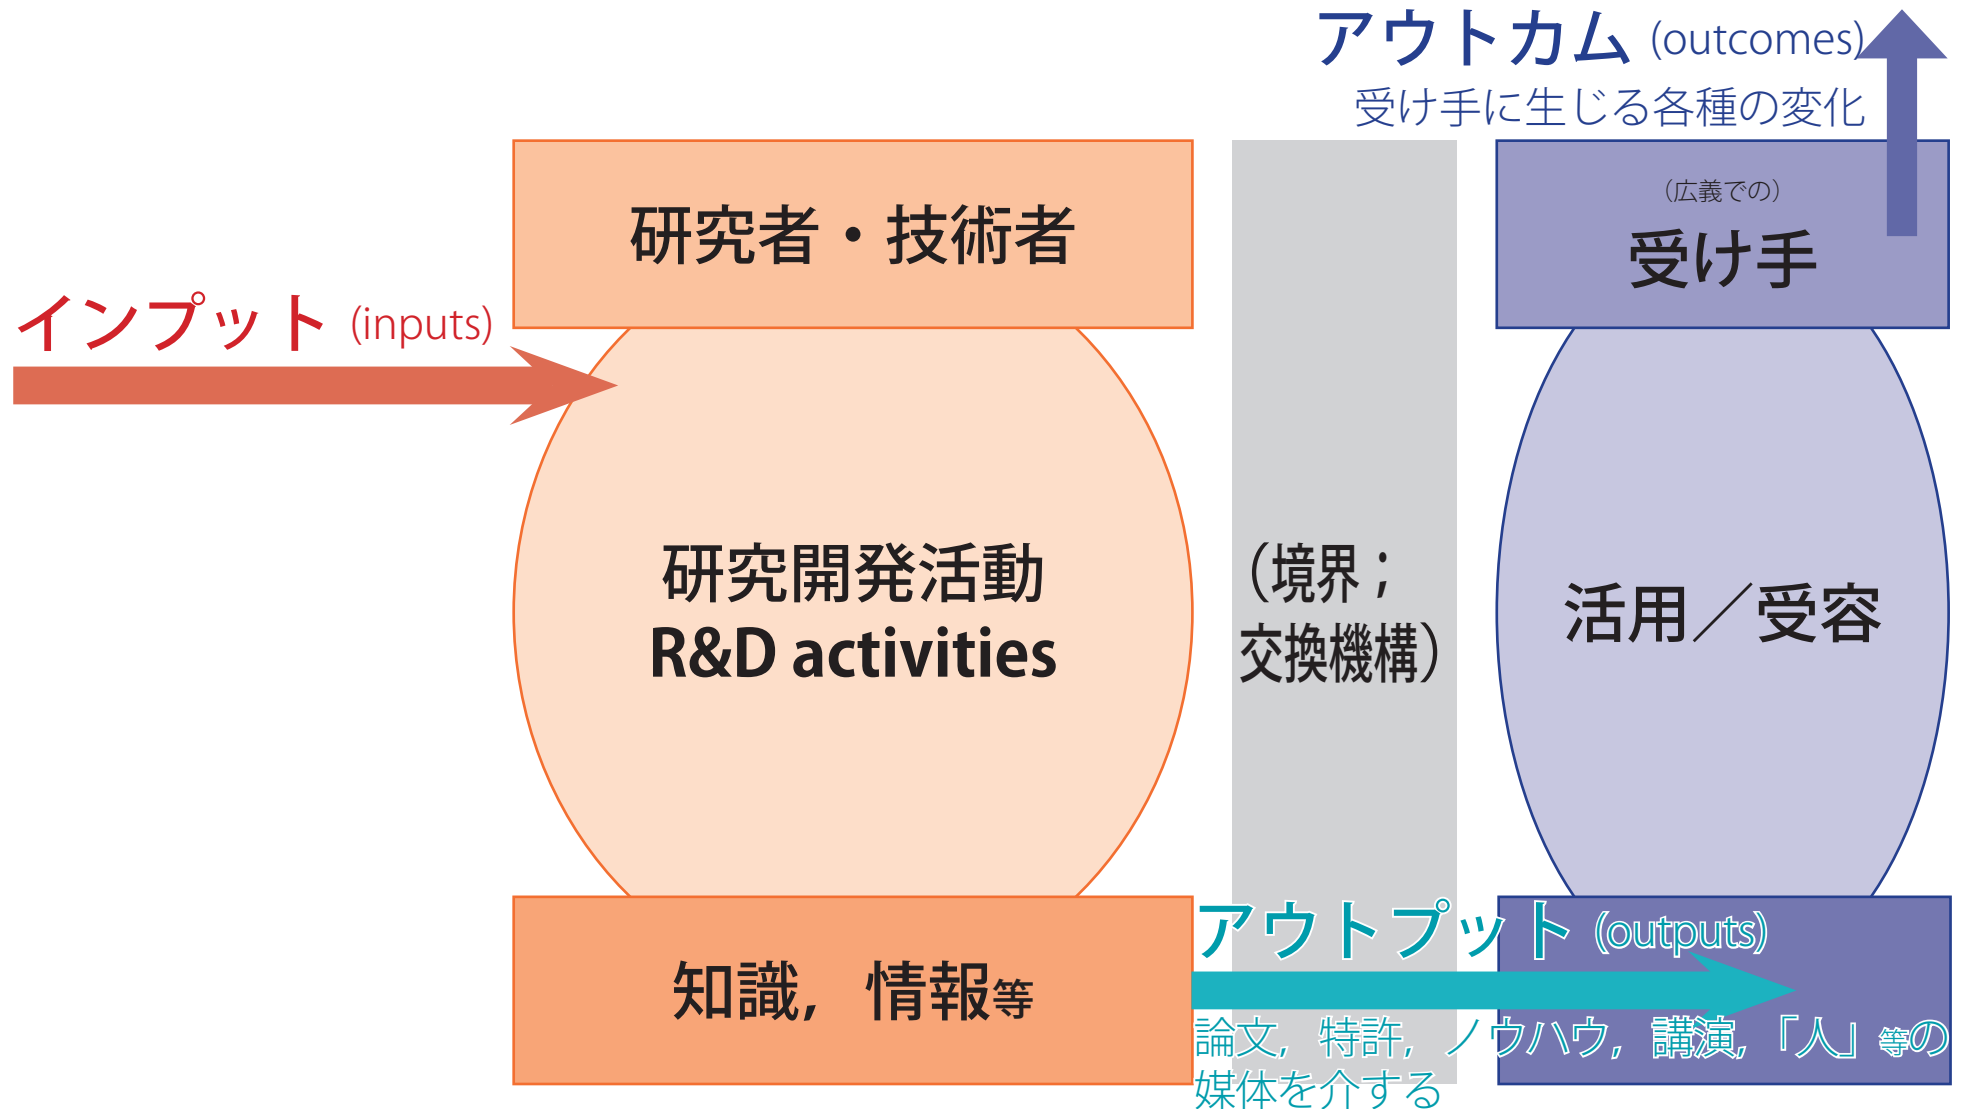 アウトカム (outcomes)
受け手に生じる各種の変化
研究者・技術者
（広義での）
受け手
インプット (inputs)
研究開発活動
R&D activities
（境界；
交換機構）
活用／受容
知識，情報等
アウトプット (outputs)
論文，特許，ノウハウ，講演，「人」等の
媒体を介する